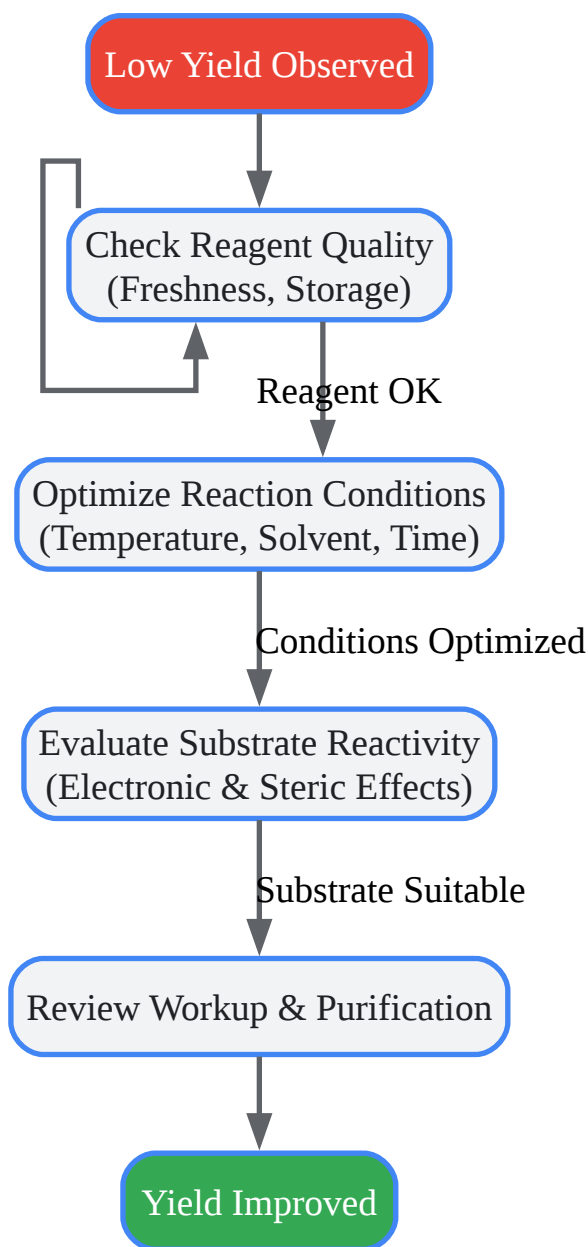 Low Yield Observed
Check Reagent Quality
(Freshness, Storage)
Reagent OK
Optimize Reaction Conditions
(Temperature, Solvent, Time)
Conditions Optimized
Evaluate Substrate Reactivity
(Electronic & Steric Effects)
Substrate Suitable
Review Workup & Purification
Yield Improved